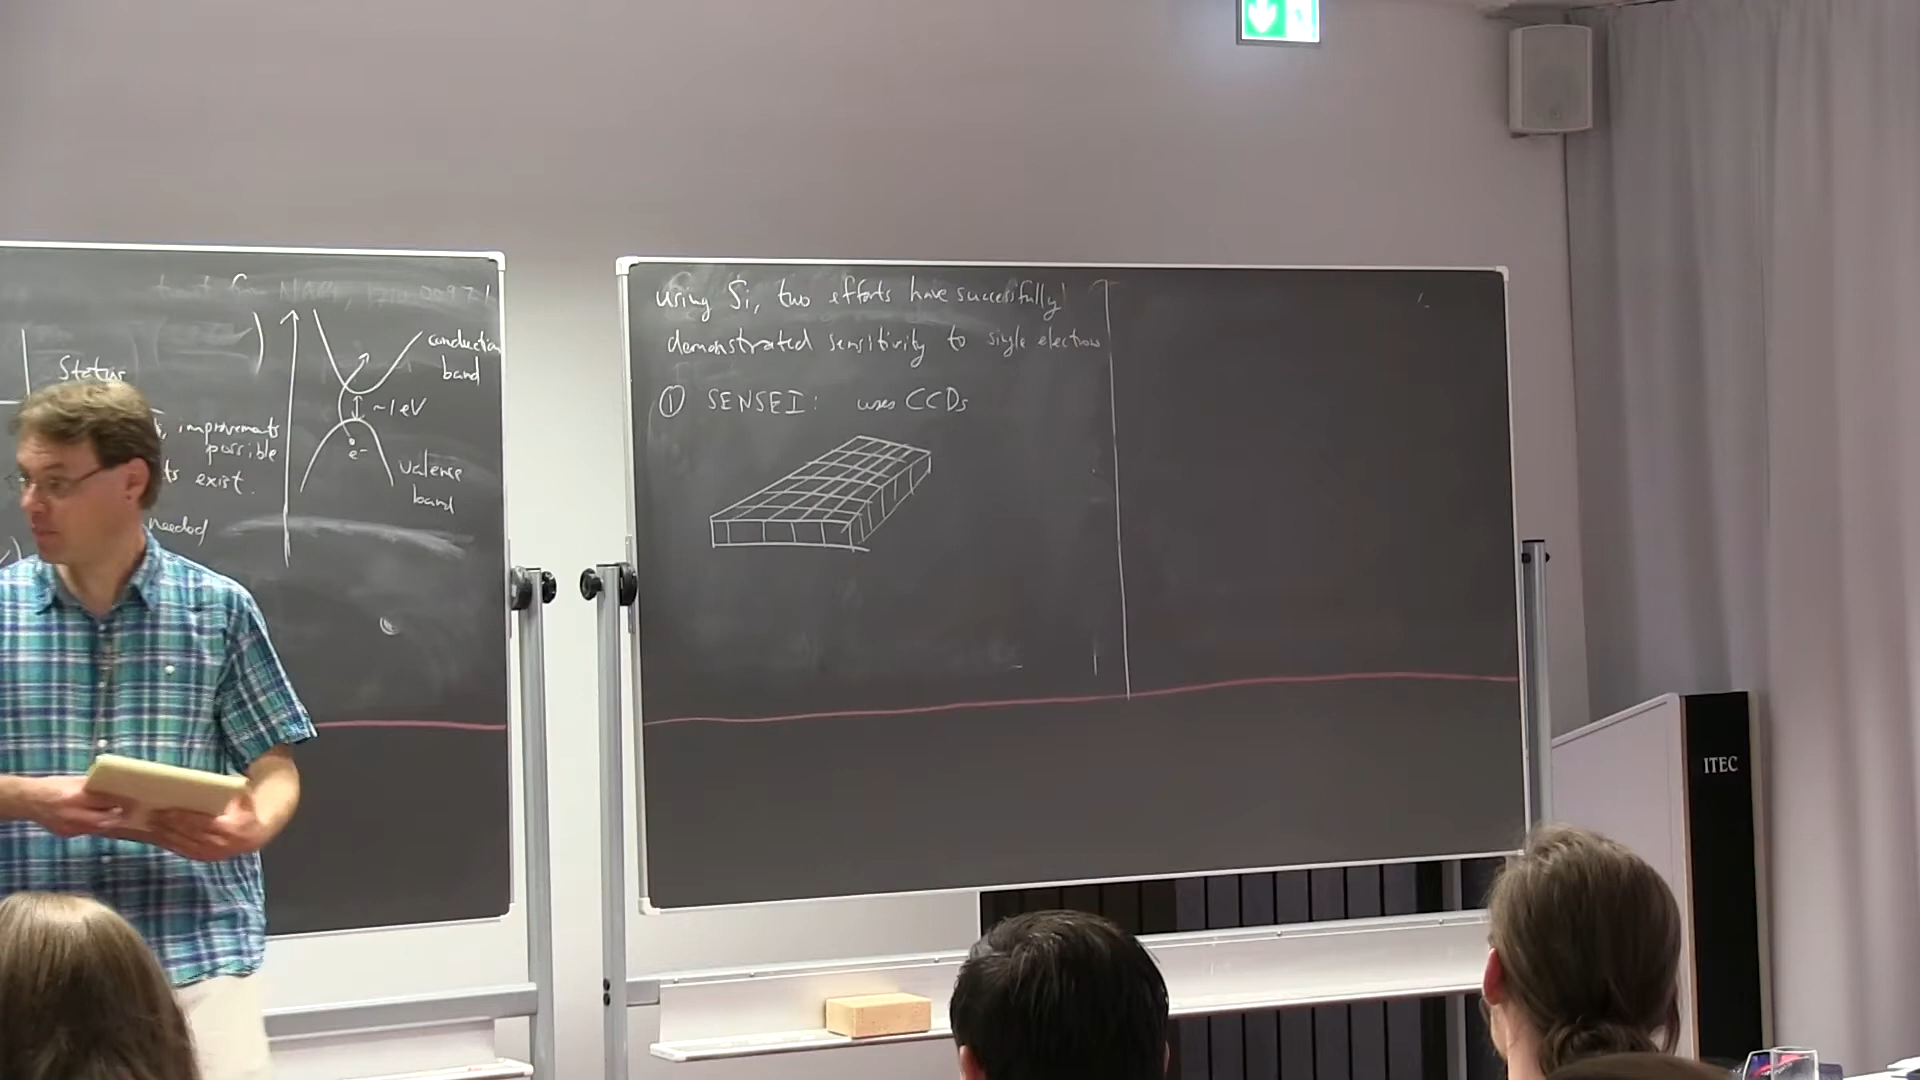 Status
improvements
possible
exist.
needed
conduction
band
~1eV
e-
valense
band
using Si, two efforts have successfully
demonstrated sensitivity to single electrons
① SENSEI: uses CCDs
ITEC